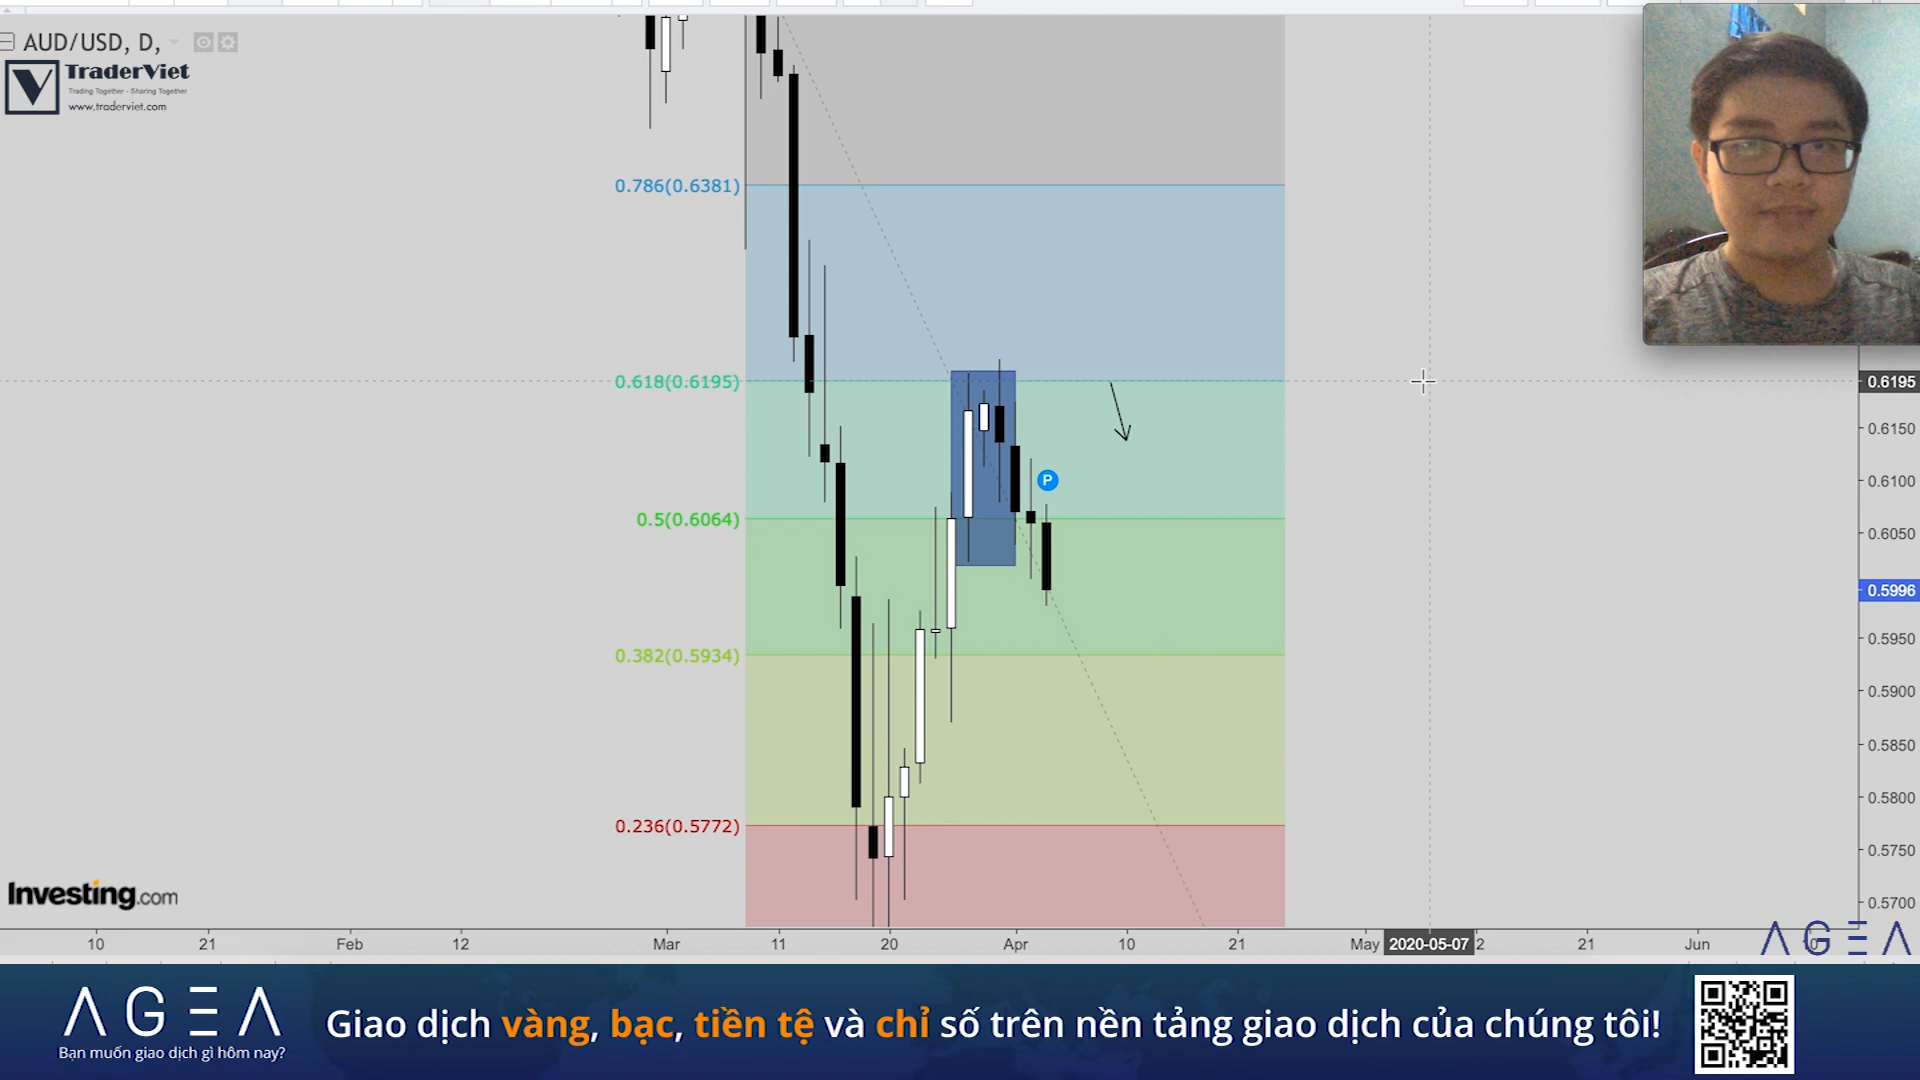 AUD/USD, D,
TraderViet
Trading Together - Sharing Together
www.traderviet.com
0.786(0.6381)
0.618(0.6195)
0.5(0.6064)
0.382(0.5934)
0.236(0.5772)
P
0.6195
0.6150
0.6100
0.6050
0.5996
0.5950
0.5900
0.5850
0.5800
0.5750
0.5700
Investing.com
10 21 Feb 12 Mar 11 20 Apr 10 21 May 2020-05-07 2 21 Jun 10
AGEA
AGEA
Bạn muốn giao dịch gì hôm nay?
Giao dịch vàng, bạc, tiền tệ và chỉ số trên nền tảng giao dịch của chúng tôi!